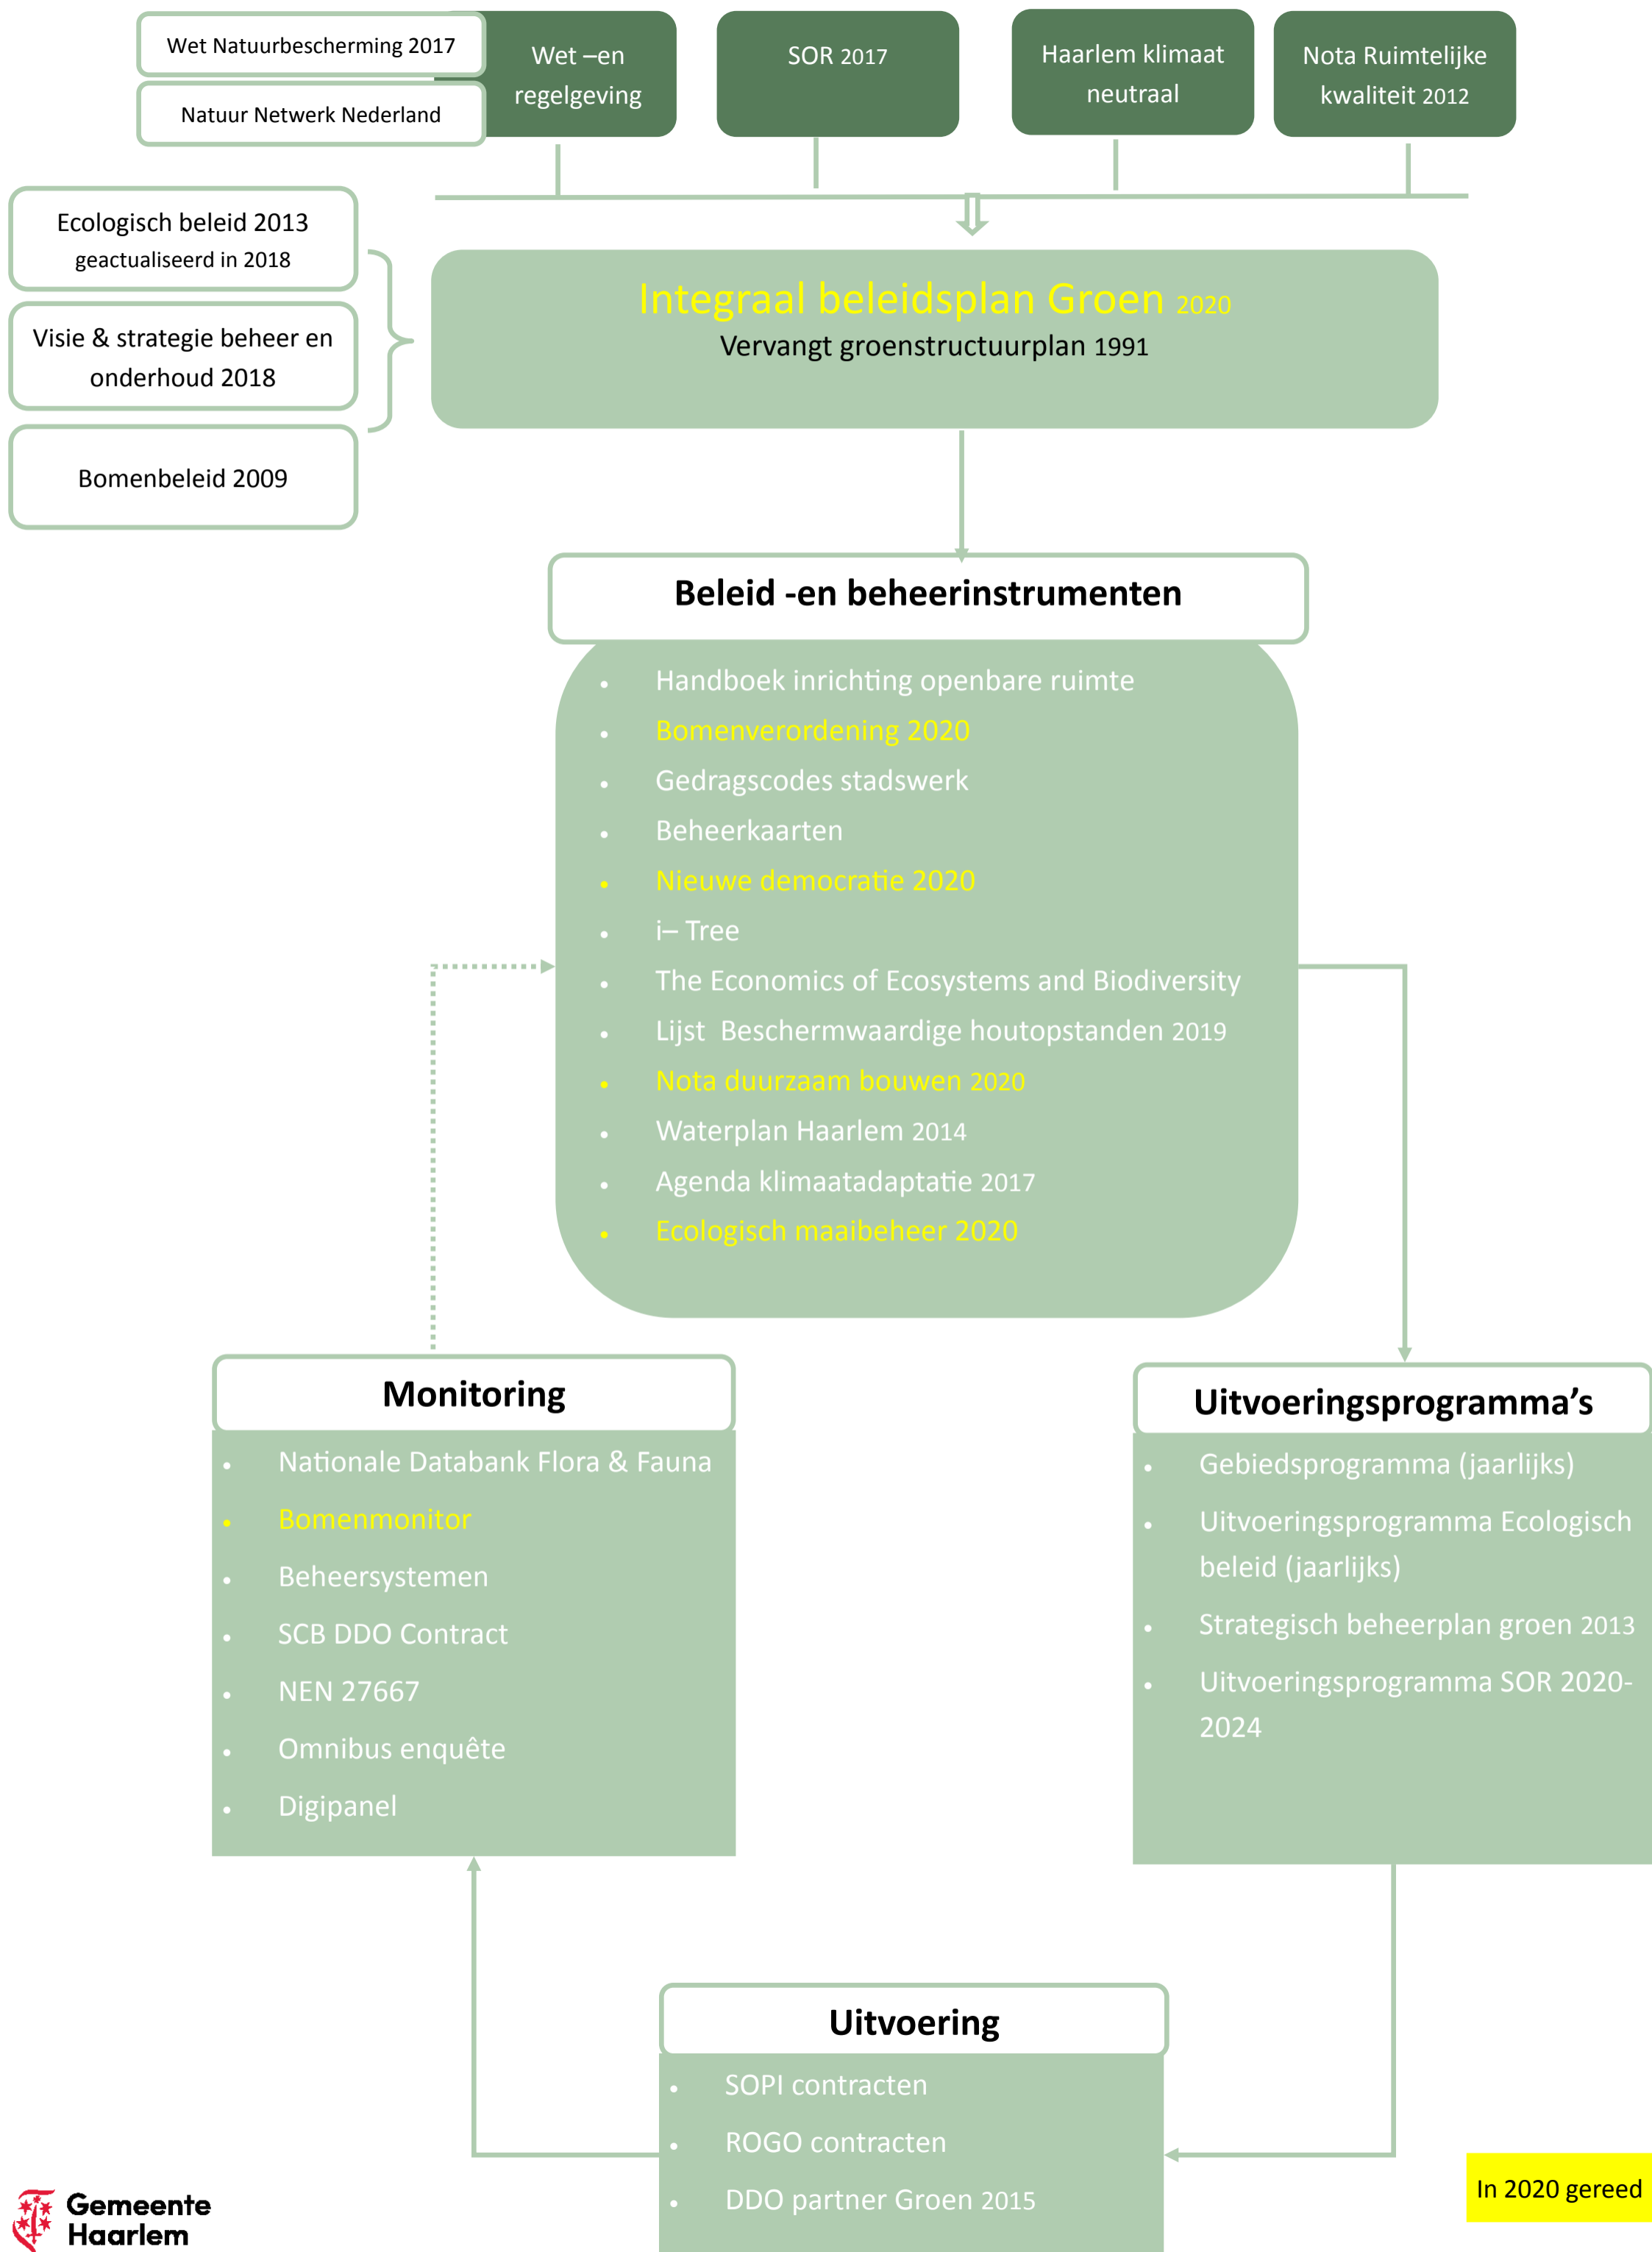 Wet Natuurbescherming 2017
Natuur Netwerk Nederland
Wet –en
regelgeving
SOR 2017
Haarlem klimaat
neutraal
Nota Ruimtelijke
kwaliteit 2012
Ecologisch beleid 2013
geactualiseerd in 2018
Visie & strategie beheer en
onderhoud 2018
Bomenbeleid 2009
Integraal beleidsplan Groen 2020
Vervangt groenstructuurplan 1991
Beleid -en beheerinstrumenten
• Handboek inrichting openbare ruimte
• Bomenverordening 2020
• Gedragscodes stadswerk
• Beheerkaarten
• Nieuwe democratie 2020
• i– Tree
• The Economics of Ecosystems and Biodiversity
• Lijst Beschermwaardige houtopstanden 2019
• Nota duurzaam bouwen 2020
• Waterplan Haarlem 2014
• Agenda klimaatadaptatie 2017
• Ecologisch maaibeheer 2020
Monitoring
• Nationale Databank Flora & Fauna
• Bomenmonitor
• Beheersystemen
• SCB DDO Contract
• NEN 27667
• Omnibus enquête
• Digipanel
Uitvoeringsprogramma’s
• Gebiedsprogramma (jaarlijks)
• Uitvoeringsprogramma Ecologisch
beleid (jaarlijks)
• Strategisch beheerplan groen 2013
• Uitvoeringsprogramma SOR 2020-
2024
Uitvoering
• SOPI contracten
• ROGO contracten
• DDO partner Groen 2015
In 2020 gereed
Gemeente
Haarlem